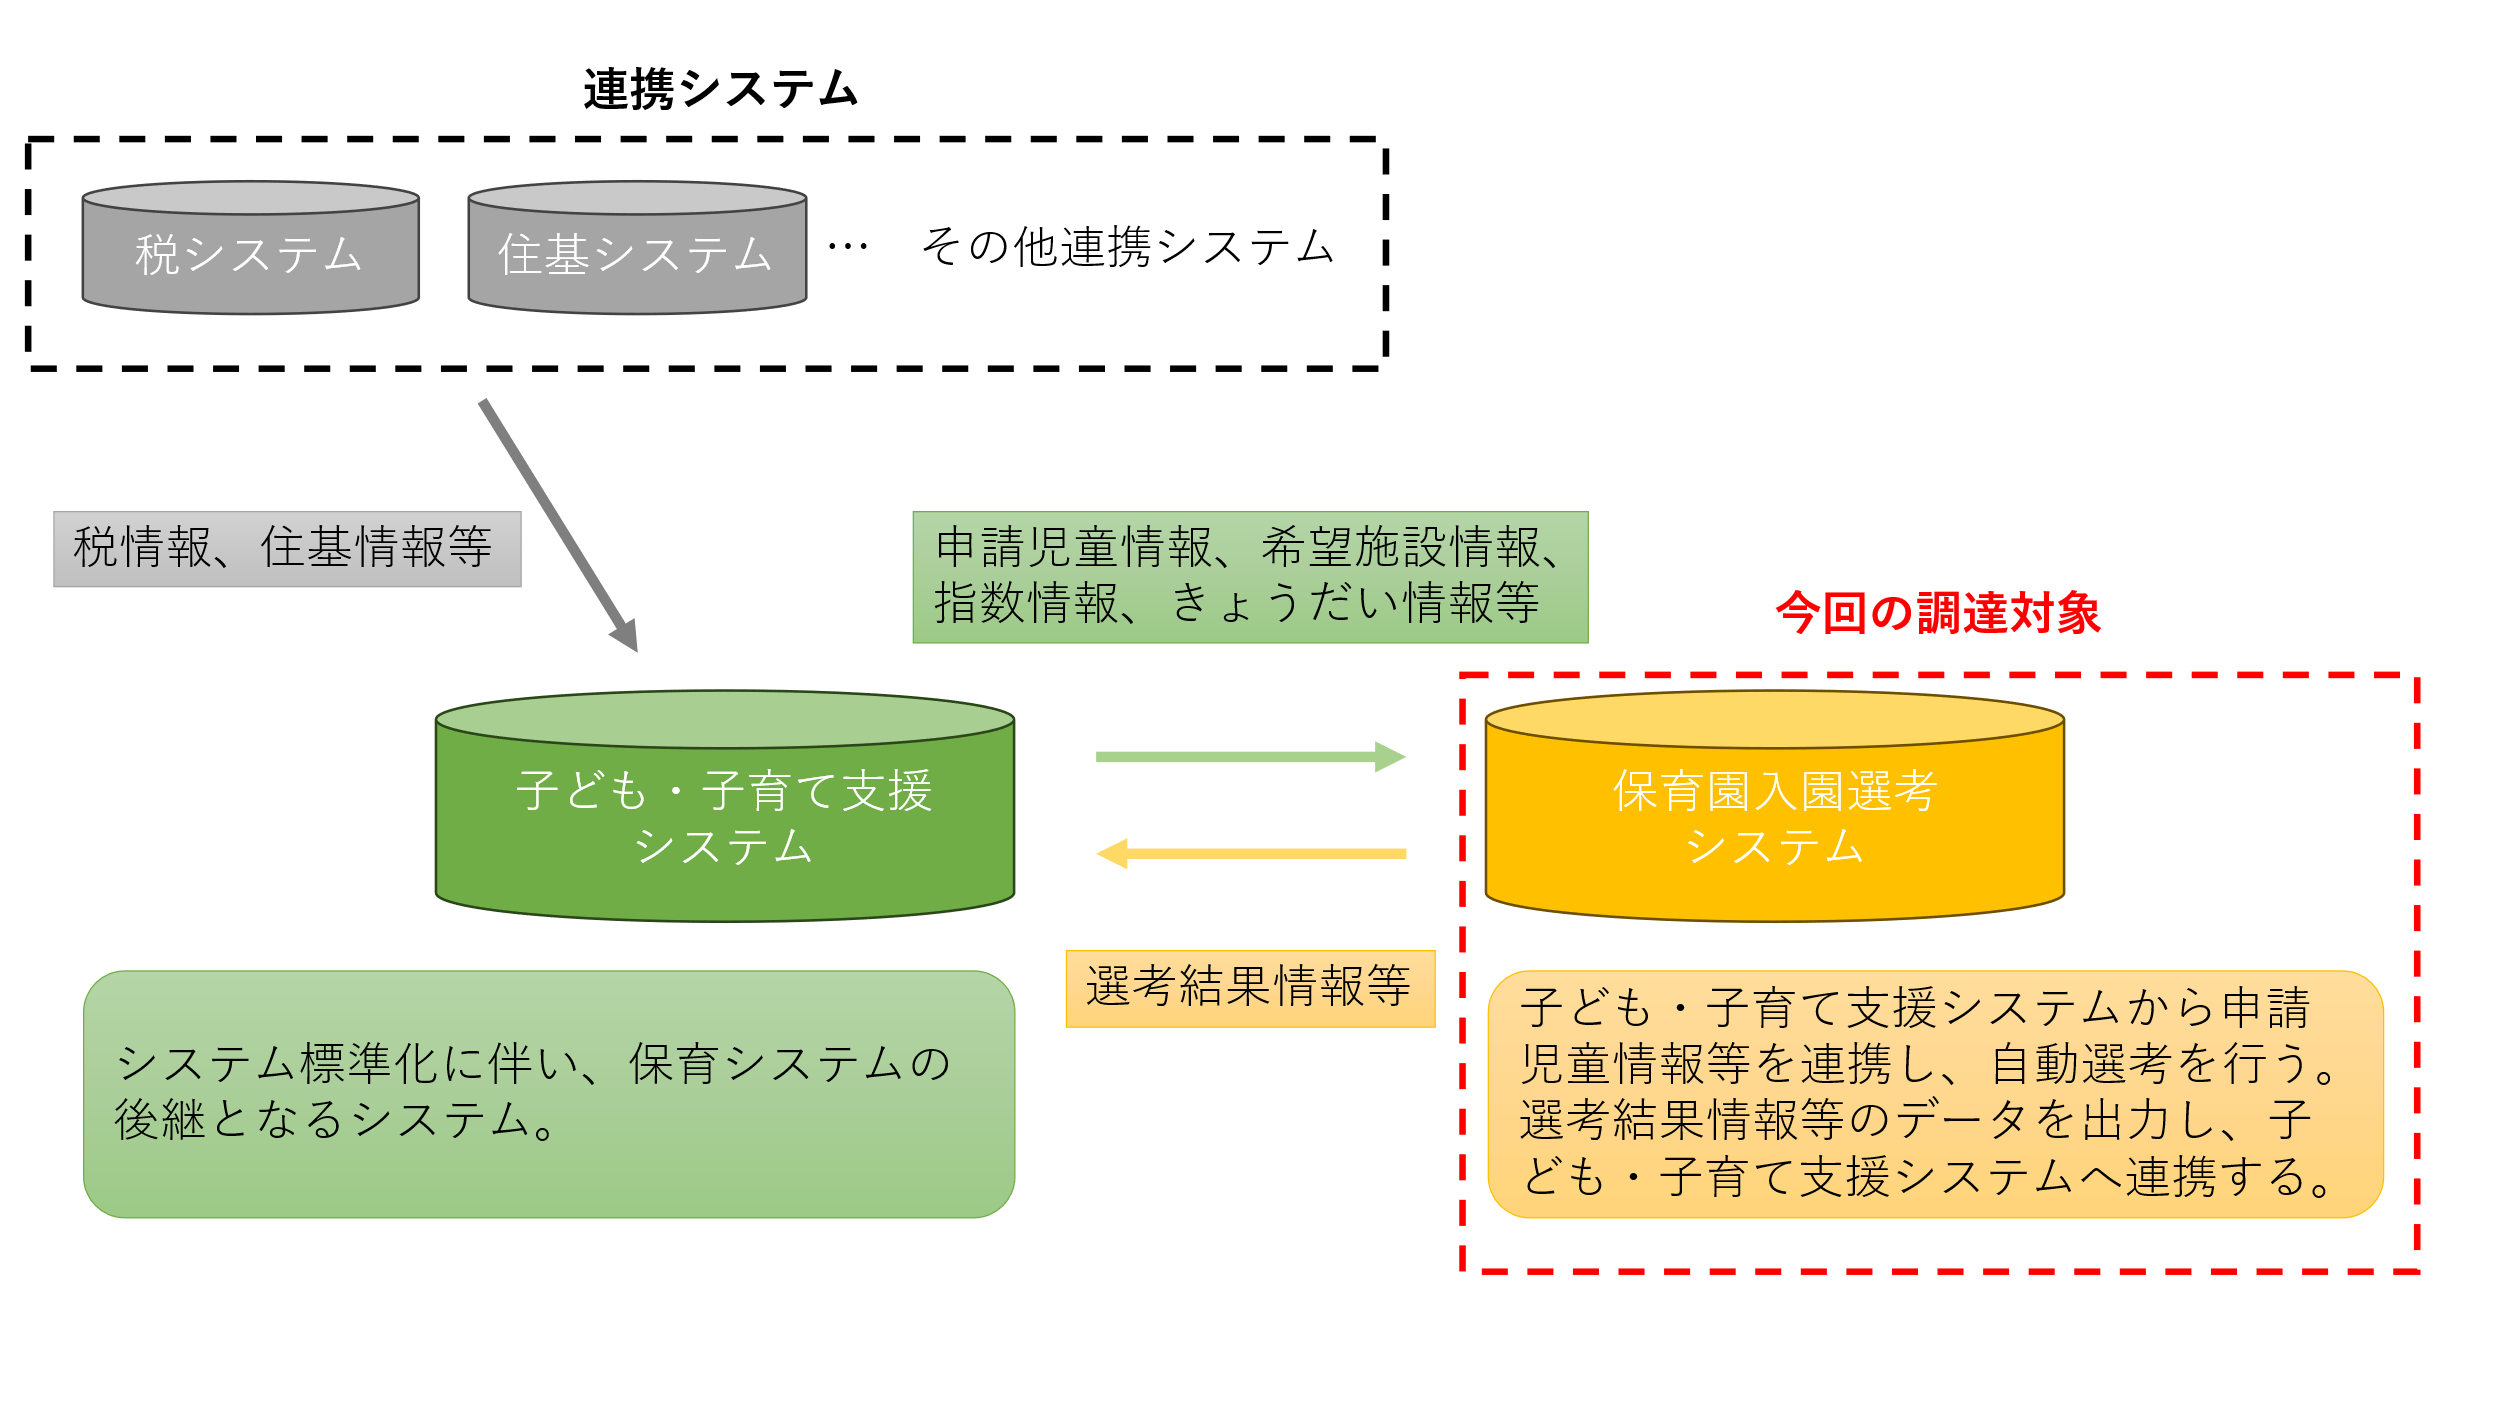 連携システム
税システム
住基システム
… その他連携システム
税情報、住基情報等
申請児童情報、希望施設情報、
指数情報、きょうだい情報等
今回の調達対象
子ども・子育て支援
システム
保育園入園選考
システム
選考結果情報等
システム標準化に伴い、保育システムの
後継となるシステム。
子ども・子育て支援システムから申請
児童情報等を連携し、自動選考を行う。
選考結果情報等のデータを出力し、子
ども・子育て支援システムへ連携する。